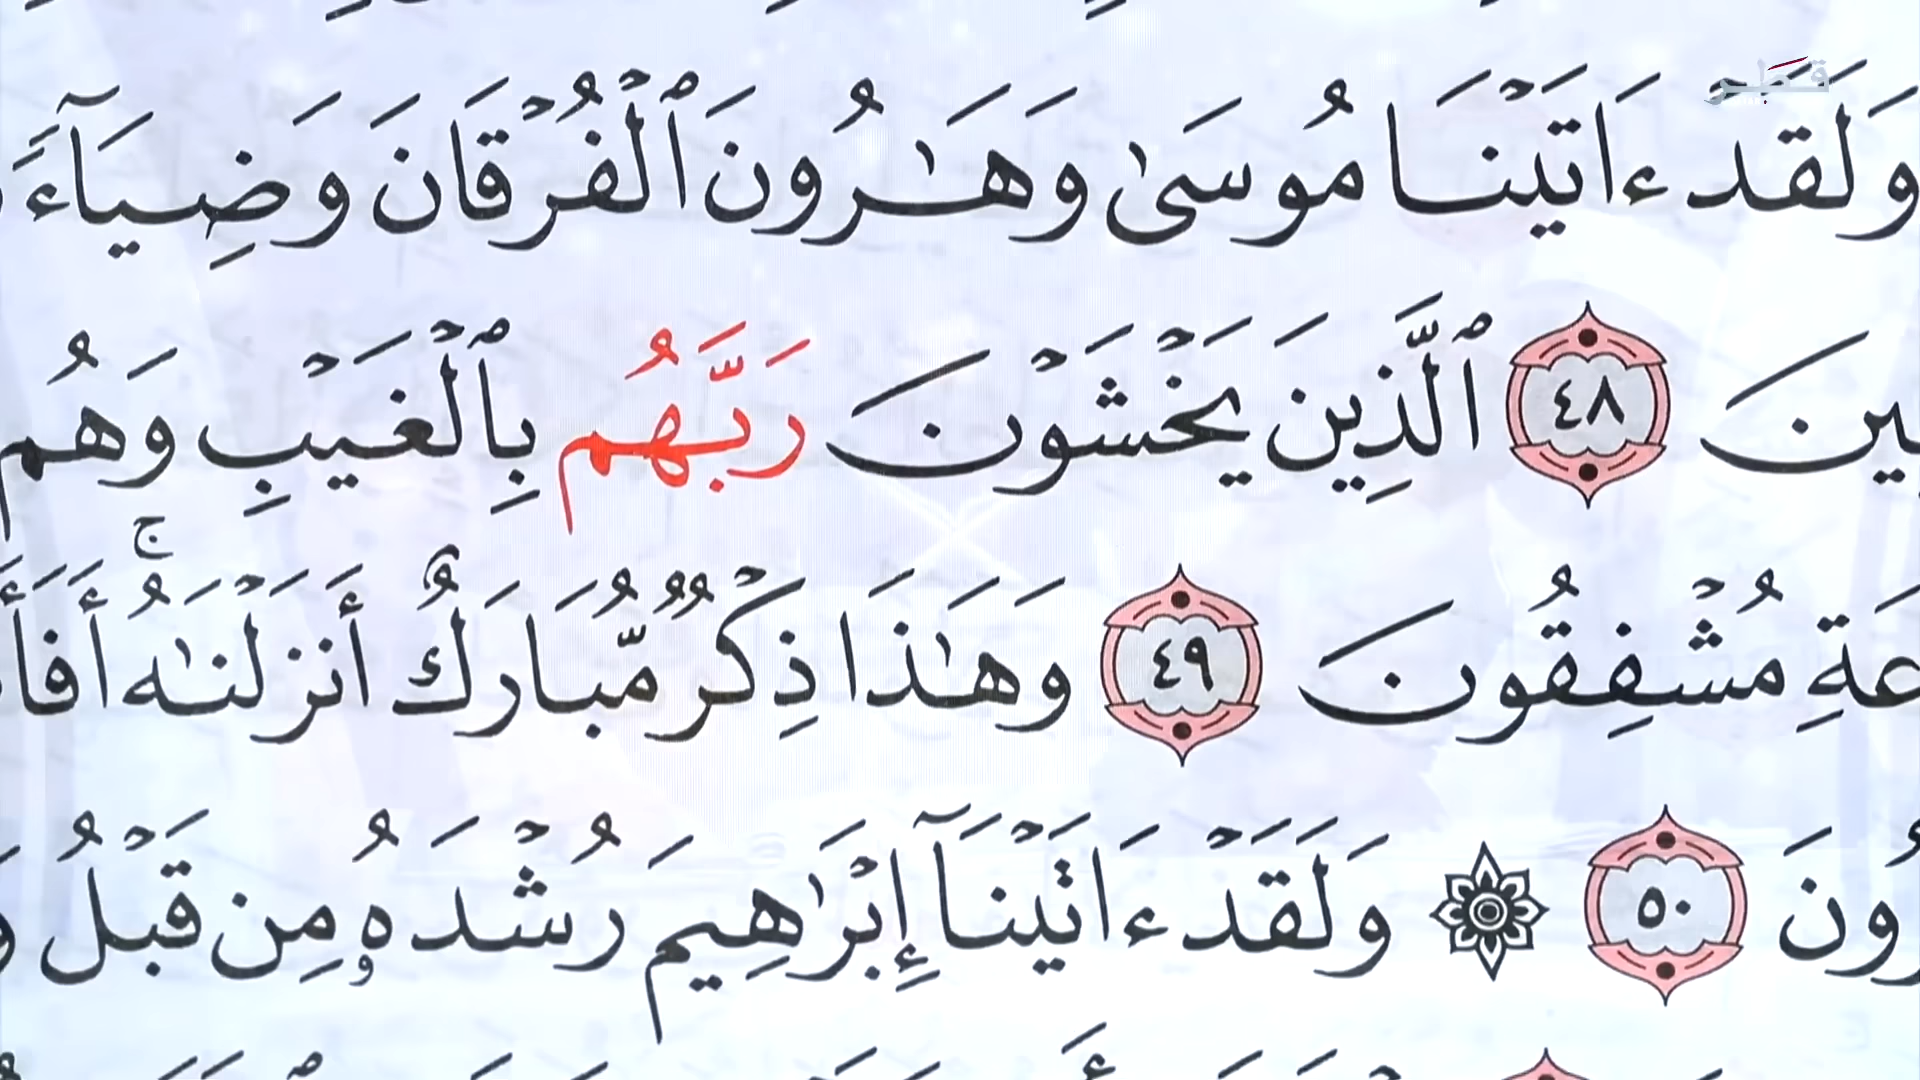 قطر
وَلَقَدْ ءَاتَيْنَا مُوسَىٰ وَهَٰرُونَ ٱلْفُرْقَانَ وَضِيَآءً
ينَ ٤٨ ٱلَّذِينَ يَخْشَوْنَ رَبَّهُم بِٱلْغَيْبِ وَهُم
عَةِ مُشْفِقُونَ ٤٩ وَهَٰذَا ذِكْرٌ مُّبَارَكٌ أَنزَلْنَٰهُ ۚ أَفَأَ
ُونَ ٥٠ ۞ وَلَقَدْ ءَاتَيْنَآ إِبْرَٰهِيمَ رُشْدَهُۥ مِن قَبْلُ وَ